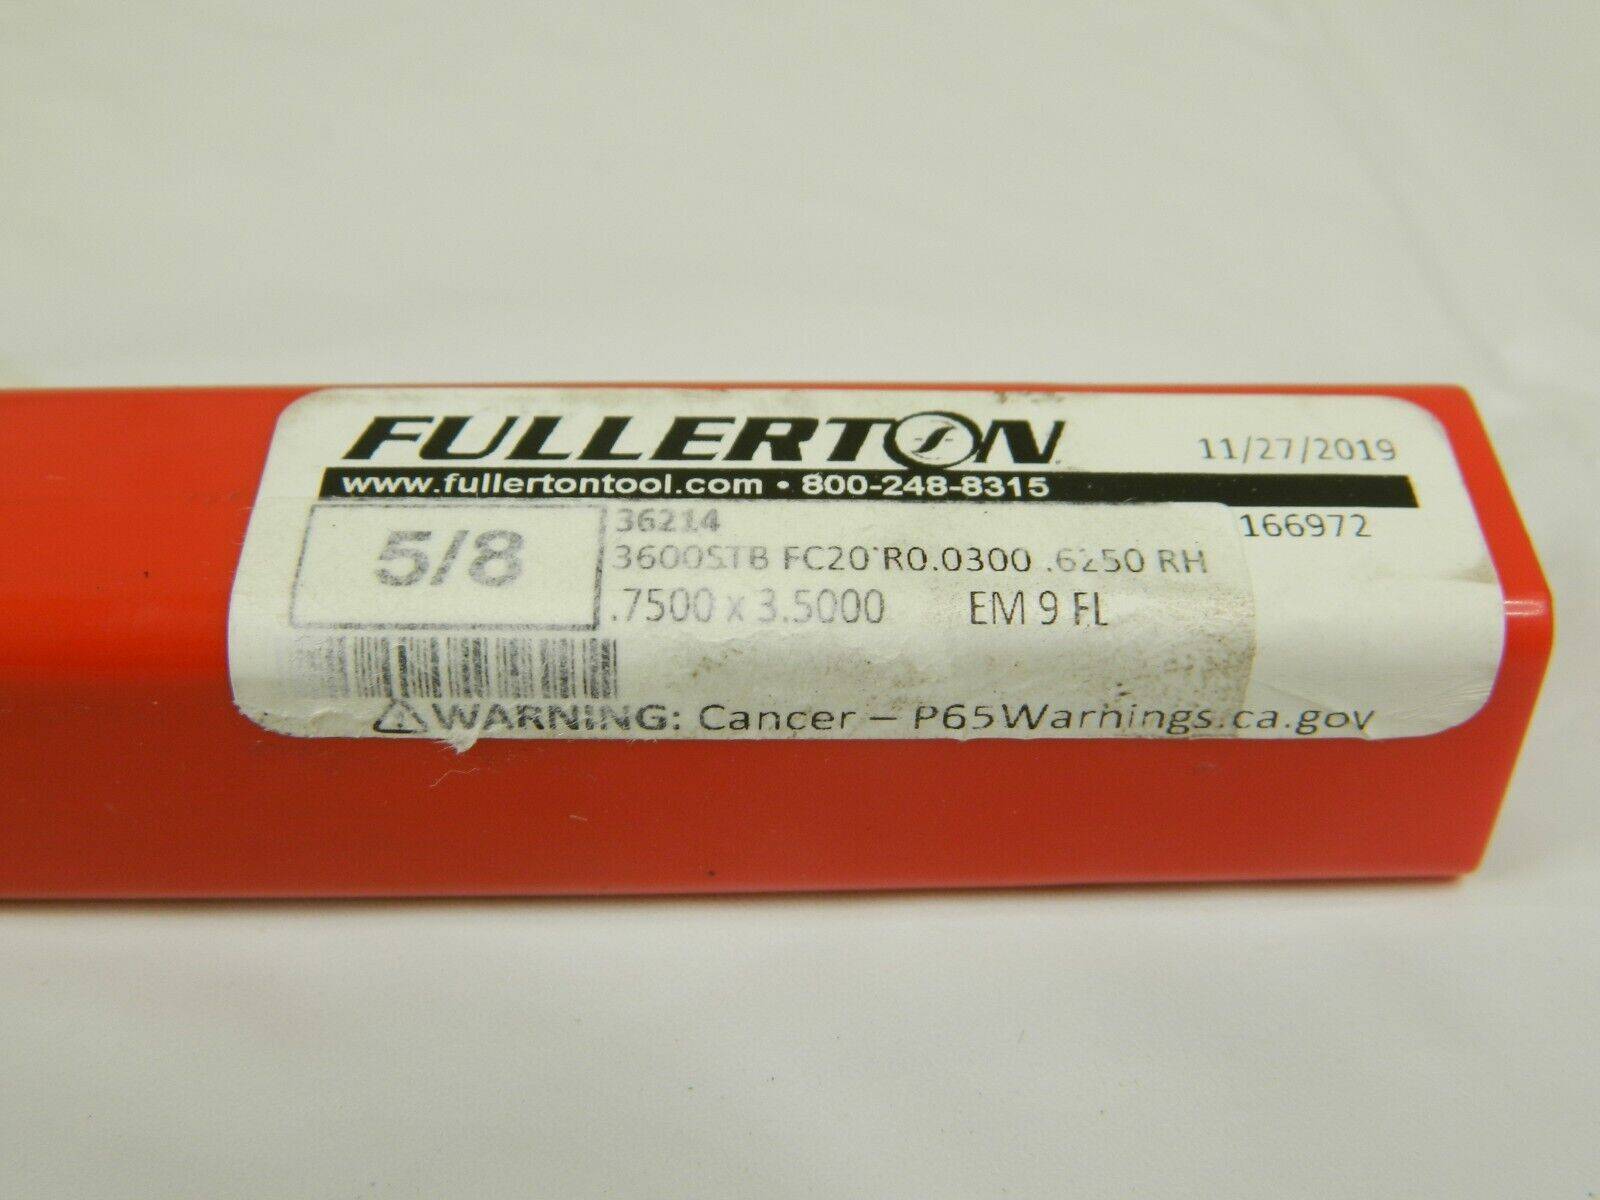 FULLERTON
11/27/2019
www.fullertontool.com • 800-248-8315
5/8
36214
166972
3600STB FC20 R0.0300 .6250 RH
.7500 x 3.5000 EM 9 FL
⚠WARNING: Cancer – P65Warnings.ca.gov